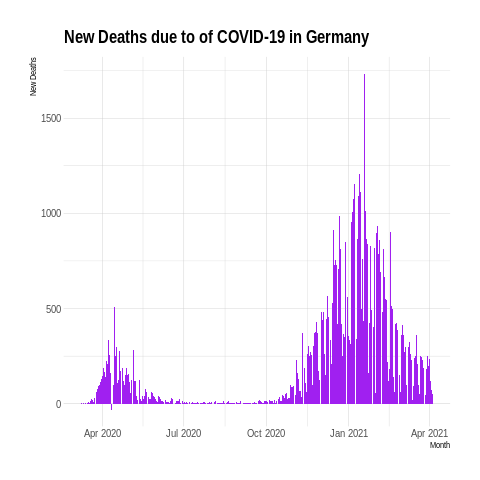 New Deaths due to of COVID-19 in Germany
New Deaths
1500
1000
500
0
Apr 2020 Jul 2020 Oct 2020 Jan 2021 Apr 2021
Month